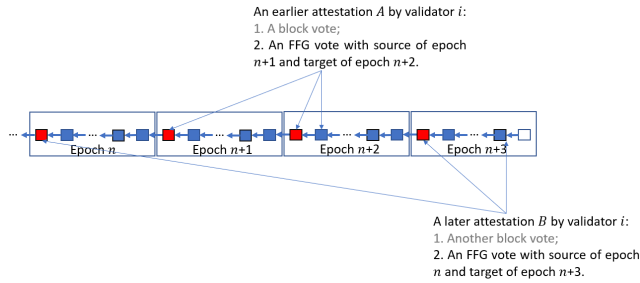 An earlier attestation A by validator i:
1. A block vote;
2. An FFG vote with source of epoch
n+1 and target of epoch n+2.
... ... ... ... ...
Epoch n Epoch n+1 Epoch n+2 Epoch n+3
A later attestation B by validator i:
1. Another block vote;
2. An FFG vote with source of epoch
n and target of epoch n+3.